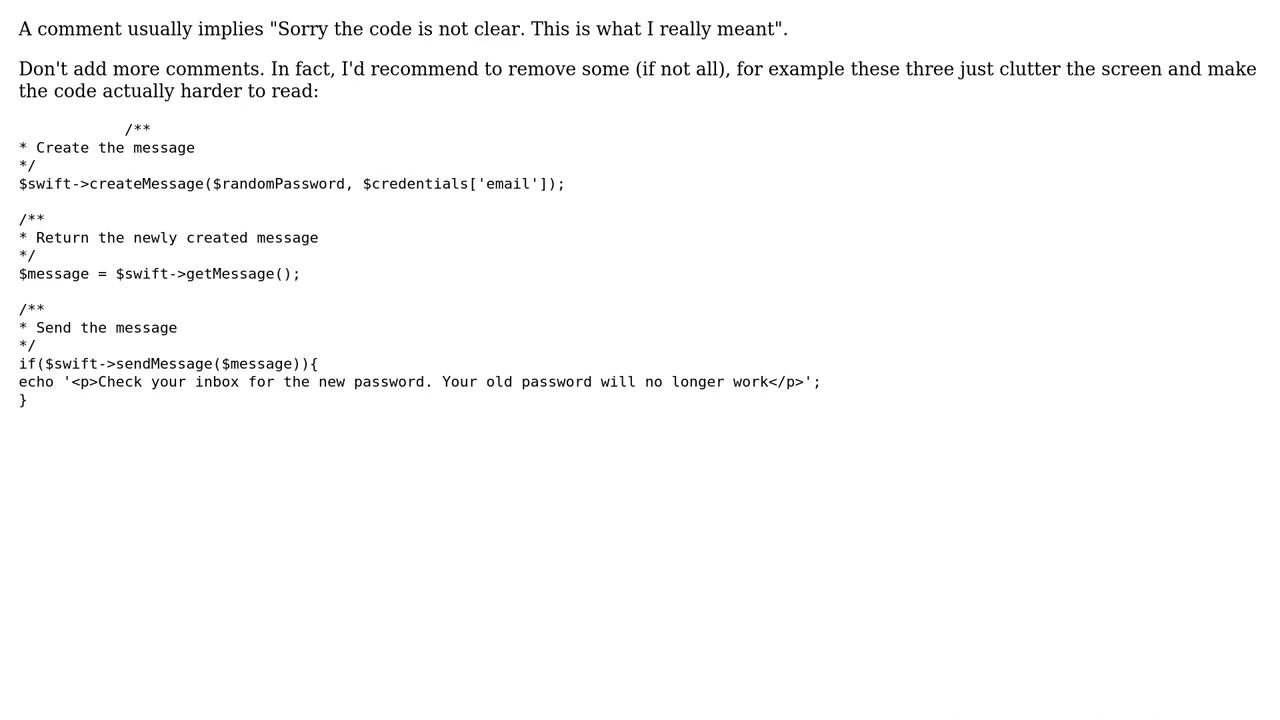 A comment usually implies "Sorry the code is not clear. This is what I really meant".
Don't add more comments. In fact, I'd recommend to remove some (if not all), for example these three just clutter the screen and make
the code actually harder to read:
/**
* Create the message
*/
$swift->createMessage($randomPassword, $credentials['email']);
/**
* Return the newly created message
*/
$message = $swift->getMessage();
/**
* Send the message
*/
if($swift->sendMessage($message)){
echo '<p>Check your inbox for the new password. Your old password will no longer work</p>';
}